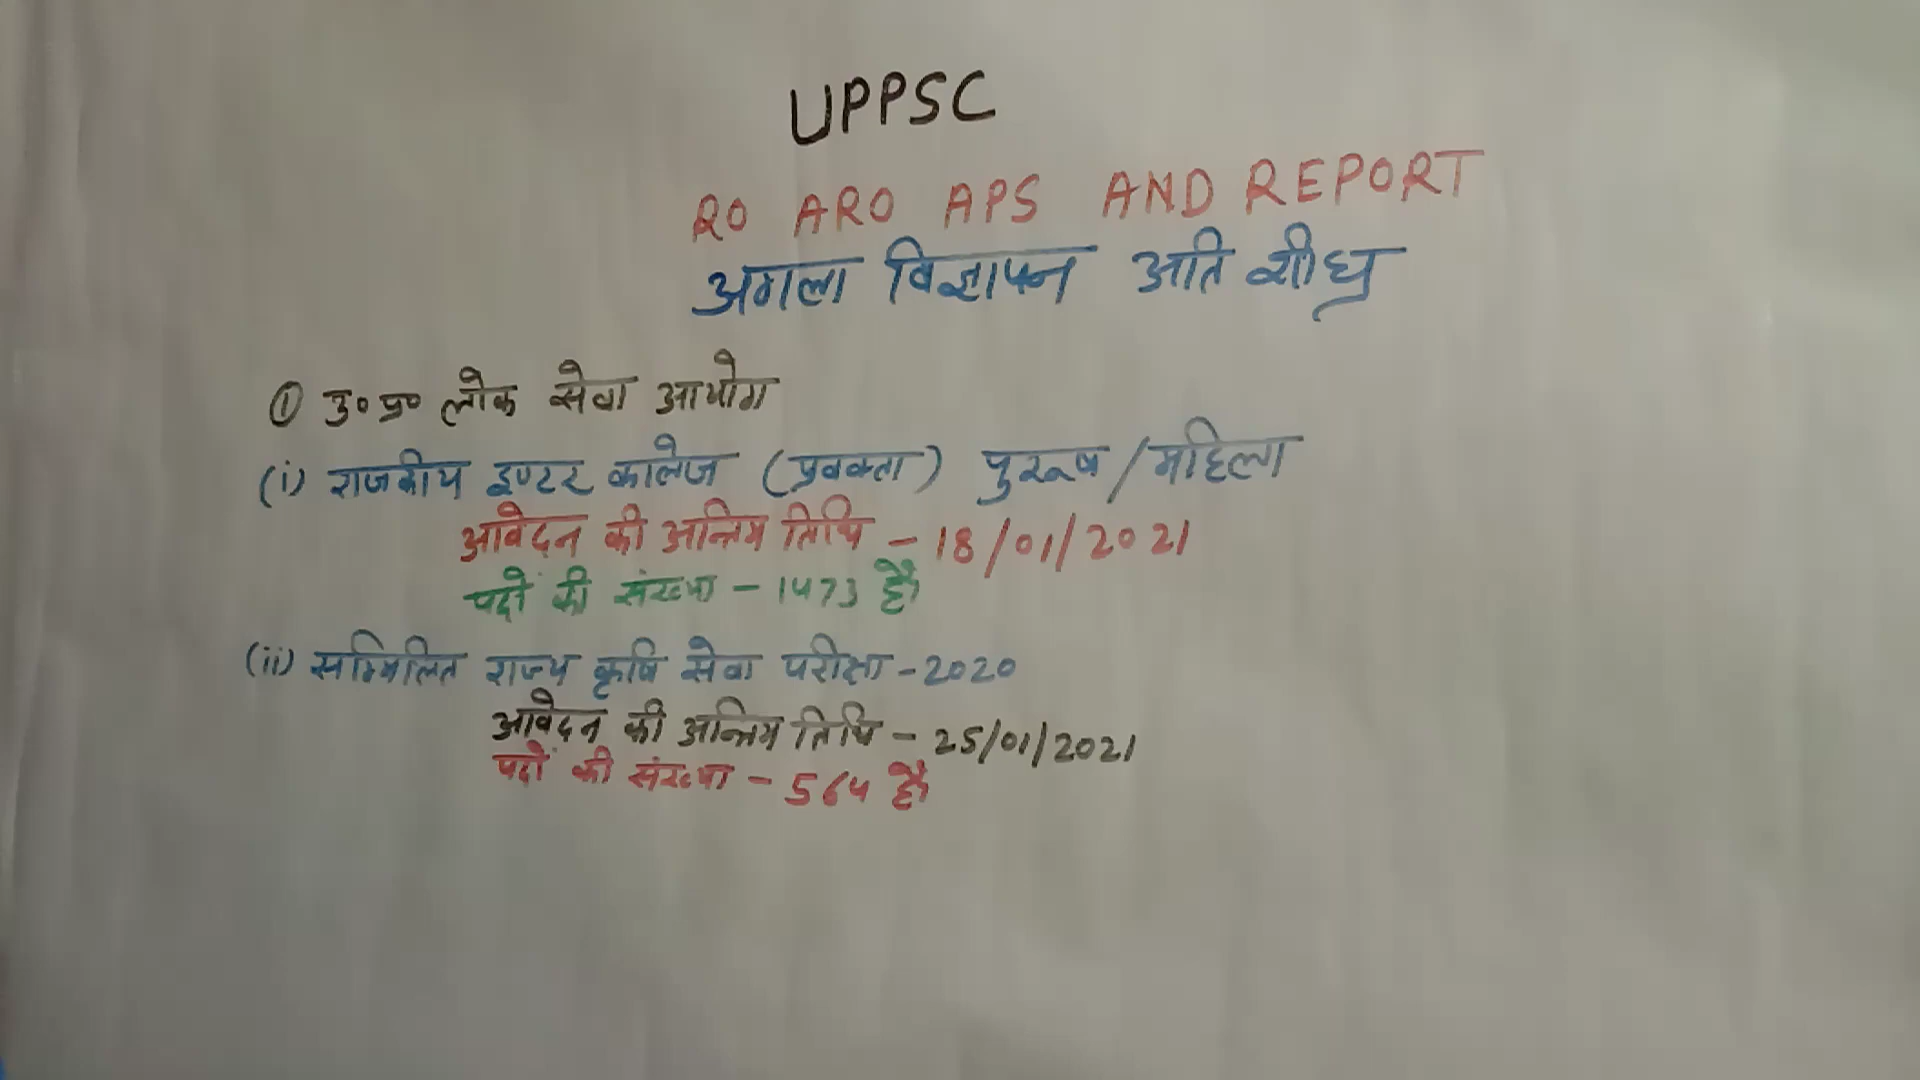 UPPSC
RO ARO APS AND REPORT
अगला विज्ञापन अति शीघ्र
① उ० प्र० लोक सेवा आयोग
(i) राजकीय इण्टर कालेज (प्रवक्ता) पुरूष/महिला
आवेदन की अन्तिम तिथि - 18/01/2021
पदों की संख्या - 1473 है
(ii) सम्मिलित राज्य कृषि सेवा परीक्षा-2020
आवेदन की अन्तिम तिथि - 25/01/2021
पदों की संख्या - 564 है